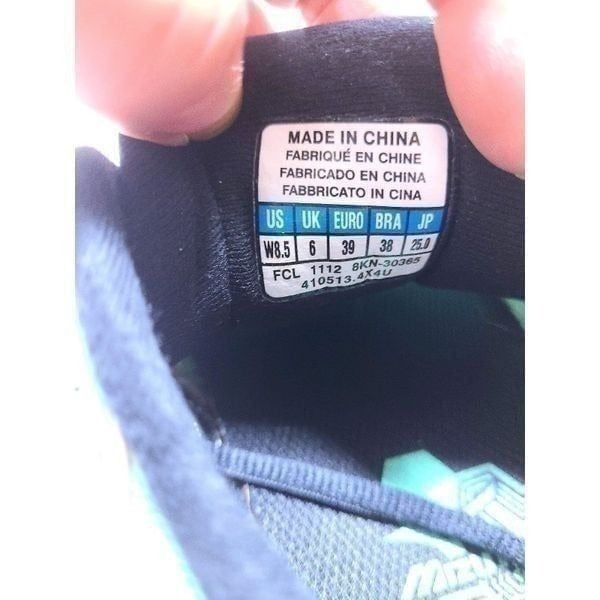 MADE IN CHINA
FABRIQUÉ EN CHINE
FABRICADO EN CHINA
FABBRICATO IN CINA
US UK EURO BRA JP
W8.5 6 39 38 25.0
FCL 1112 8KN-30365
410513.4X4U
MIZU